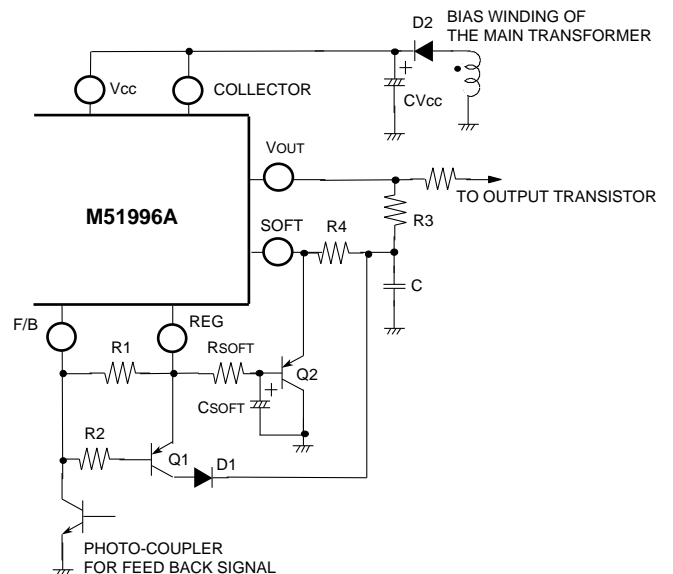 D2
BIAS WINDING OF
THE MAIN TRANSFORMER
Vcc
COLLECTOR
+
CVcc
VOUT
TO OUTPUT TRANSISTOR
M51996A
R3
SOFT
R4
C
F/B
REG
R1
RSOFT
Q2
+
CSOFT
R2
Q1
D1
PHOTO-COUPLER
FOR FEED BACK SIGNAL